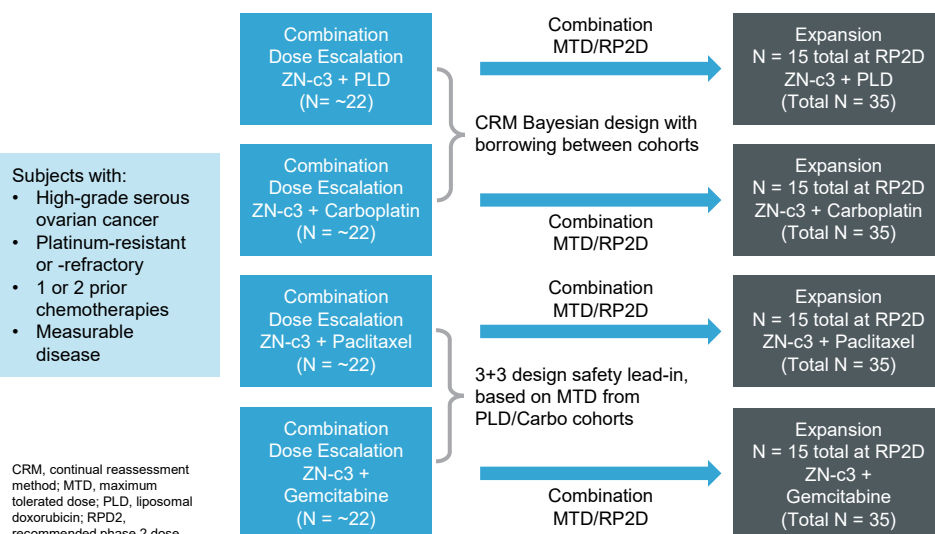 Combination
Dose Escalation
ZN-c3 + PLD
(N= ~22)
Combination
MTD/RP2D
Expansion
N = 15 total at RP2D
ZN-c3 + PLD
(Total N = 35)
CRM Bayesian design with
borrowing between cohorts
Subjects with:
• High-grade serous
ovarian cancer
• Platinum-resistant
or -refractory
• 1 or 2 prior
chemotherapies
• Measurable
disease
Combination
Dose Escalation
ZN-c3 + Carboplatin
(N = ~22)
Combination
MTD/RP2D
Expansion
N = 15 total at RP2D
ZN-c3 + Carboplatin
(Total N = 35)
Combination
Dose Escalation
ZN-c3 + Paclitaxel
(N = ~22)
Combination
MTD/RP2D
Expansion
N = 15 total at RP2D
ZN-c3 + Paclitaxel
(Total N = 35)
3+3 design safety lead-in,
based on MTD from
PLD/Carbo cohorts
Combination
Dose Escalation
ZN-c3 +
Gemcitabine
(N = ~22)
Combination
MTD/RP2D
Expansion
N = 15 total at RP2D
ZN-c3 +
Gemcitabine
(Total N = 35)
CRM, continual reassessment
method; MTD, maximum
tolerated dose; PLD, liposomal
doxorubicin; RPD2,
recommended phase 2 dose